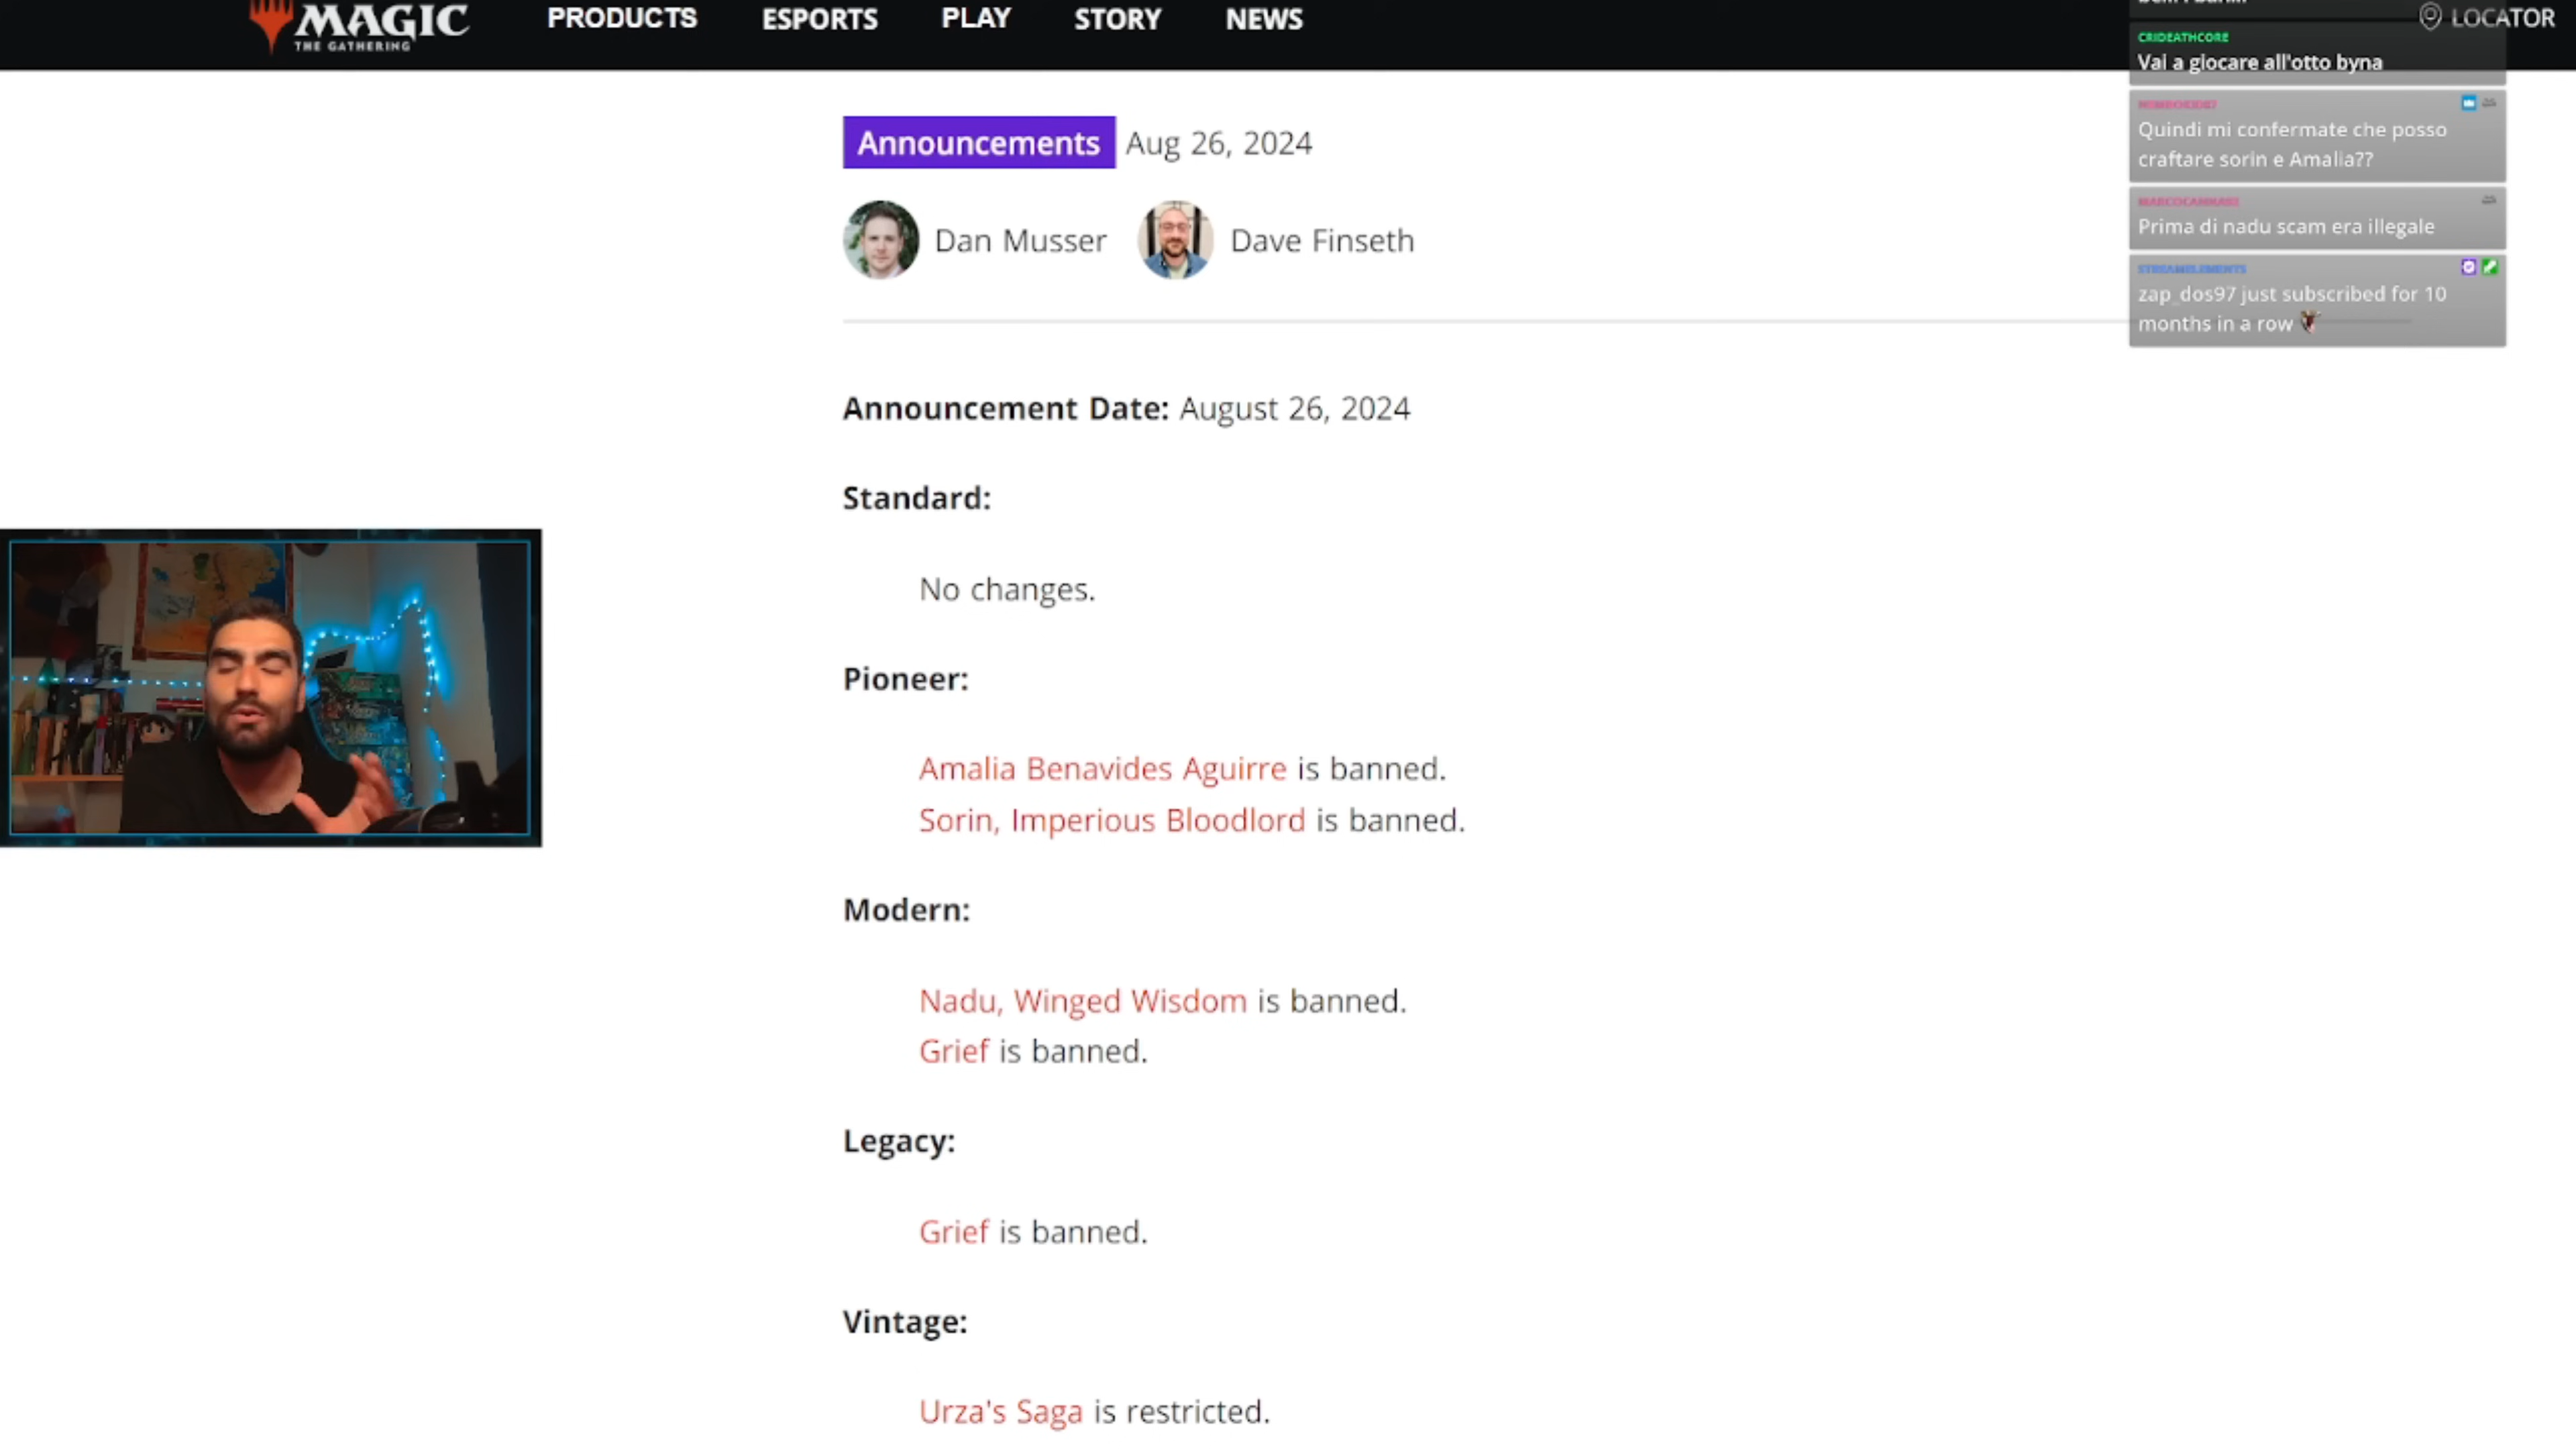 MAGIC
THE GATHERING
PRODUCTS
ESPORTS
PLAY
STORY
NEWS
LOCATOR
CRIDEATHCORE
Vai a giocare all'otto byna
Quindi mi confermate che posso
craftare sorin e Amalia??
Prima di nadu scam era illegale
STREAMELEMENTS
zap_dos97 just subscribed for 10
months in a row
Announcements Aug 26, 2024
Dan Musser Dave Finseth
Announcement Date: August 26, 2024
Standard:
No changes.
Pioneer:
Amalia Benavides Aguirre is banned.
Sorin, Imperious Bloodlord is banned.
Modern:
Nadu, Winged Wisdom is banned.
Grief is banned.
Legacy:
Grief is banned.
Vintage:
Urza's Saga is restricted.